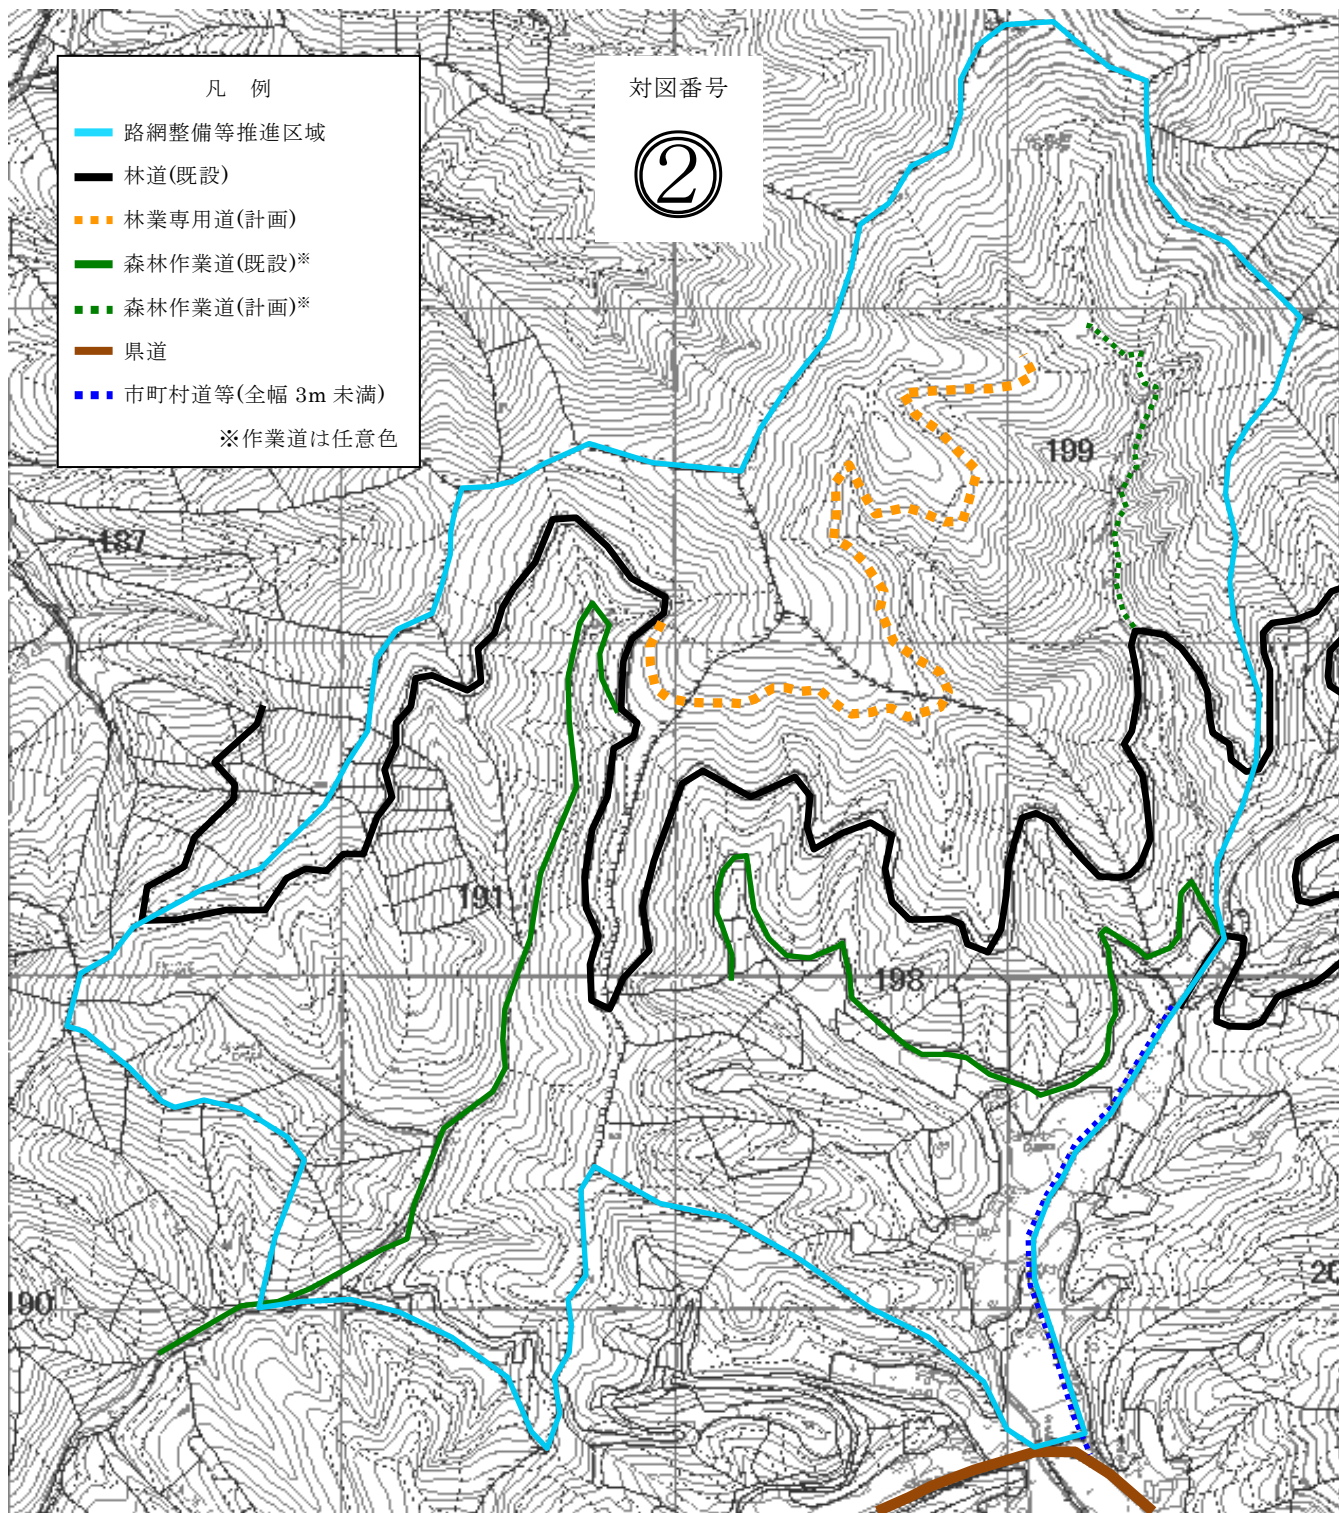 凡 例
路網整備等推進区域
林道(既設)
林業専用道(計画)
森林作業道(既設)※
森林作業道(計画)※
県道
市町村道等(全幅 3m 未満)
※作業道は任意色
対図番号
②
199
187
191
198
190